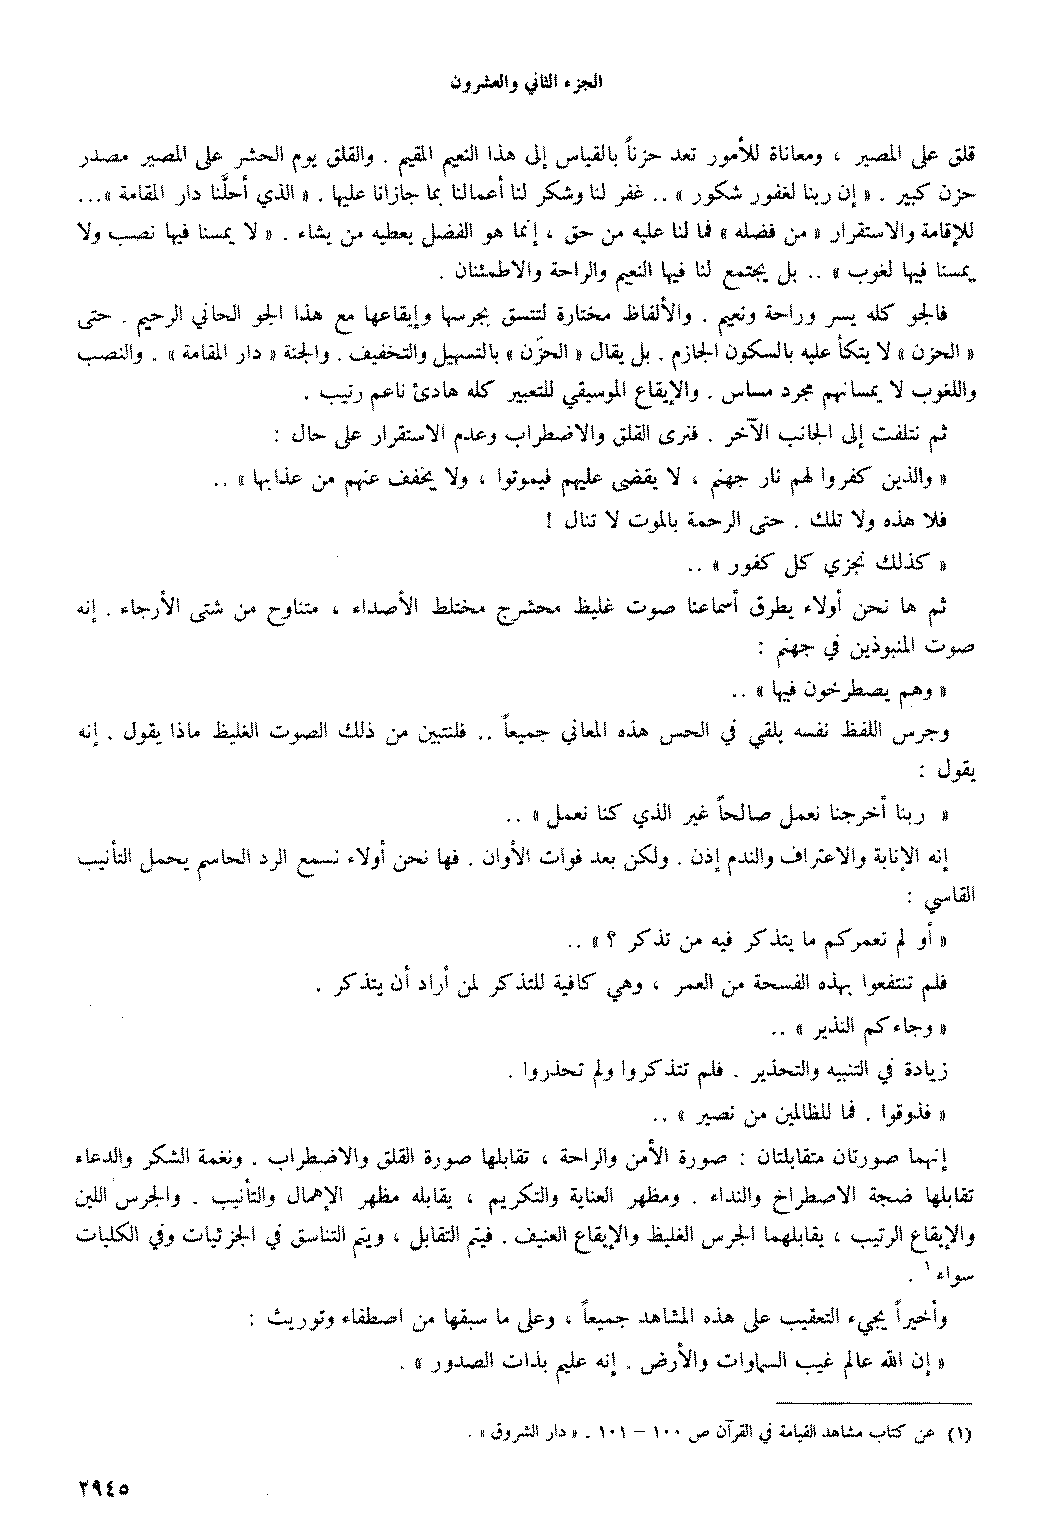 الجزء الثاني والعشرون
قلق على المصير ، ومعاناة للأمور تعد حزناً بالقياس إلى هذا النعيم المقيم . والقلق يوم الحشر على المصير مصدر
حزن كبير . « إن ربنا لغفور شكور » .. غفر لنا وشكر لنا أعمالنا بما جازانا عليها . « الذي أحلَّنا دار المقامة »...
للإقامة والاستقرار « من فضله » فما لنا عليه من حق ، إنما هو الفضل يعطيه من يشاء . « لا يمسنا فيها نصب ولا
يمسنا فيها لغوب » .. بل يجتمع لنا فيها النعيم والراحة والاطمئنان .
فالجو كله يسر وراحة ونعيم . والألفاظ مختارة لتتسق بجرسها وإيقاعها مع هذا الجو الحاني الرحيم . حتى
« الحزن » لا يتكأ عليه بالسكون الجازم . بل يقال « الحزَن » بالتسهيل والتخفيف . والجنة « دار المقامة » . والنصب
واللغوب لا يمسانهم مجرد مساس . والإيقاع الموسيقي للتعبير كله هادئ ناعم رتيب .
ثم نتلفت إلى الجانب الآخر . فنرى القلق والاضطراب وعدم الاستقرار على حال :
« والذين كفروا لهم نار جهنم ، لا يقضى عليهم فيموتوا ، ولا يخفف عنهم من عذابها » ..
فلا هذه ولا تلك . حتى الرحمة بالموت لا تنال !
« كذلك نجزي كل كفور » ..
ثم ها نحن أولاء يطرق أسماعنا صوت غليظ محشرج مختلط الأصداء ، متناوح من شتى الأرجاء . إنه
صوت المنبوذين في جهنم :
« وهم يصطرخون فيها » ..
وجرس اللفظ نفسه يلقي في الحس هذه المعاني جميعاً .. فلنتبين من ذلك الصوت الغليظ ماذا يقول . إنه
يقول :
« ربنا أخرجنا نعمل صالحاً غير الذي كنا نعمل » ..
إنه الإنابة والاعتراف والندم إذن . ولكن بعد فوات الأوان . فها نحن أولاء نسمع الرد الحاسم يحمل التأنيب
القاسي :
« أو لم نعمركم ما يتذكر فيه من تذكر ؟ » ..
فلم تنتفعوا بهذه الفسحة من العمر ، وهي كافية للتذكر لمن أراد أن يتذكر .
« وجاءكم النذير » ..
زيادة في التنبيه والتحذير . فلم تتذكروا ولم تحذروا .
« فذوقوا . فما للظالمين من نصير » ..
إنهما صورتان متقابلتان : صورة الأمن والراحة ، تقابلها صورة القلق والاضطراب . ونغمة الشكر والدعاء
تقابلها ضجة الاصطراخ والنداء . ومظهر العناية والتكريم ، يقابله مظهر الإهمال والتأنيب . والجرس اللين
والإيقاع الرتيب ، يقابلهما الجرس الغليظ والإيقاع العنيف . فيتم التقابل ، ويتم التناسق في الجزئيات وفي الكليات
سواء ١ .
وأخيراً يجيء التعقيب على هذه المشاهد جميعاً ، وعلى ما سبقها من اصطفاء وتوريث :
« إن الله عالم غيب السماوات والأرض . إنه عليم بذات الصدور » .
(١) عن كتاب مشاهد القيامة في القرآن ص ١٠٠ – ١٠١ . « دار الشروق » .
٢٩٤٥